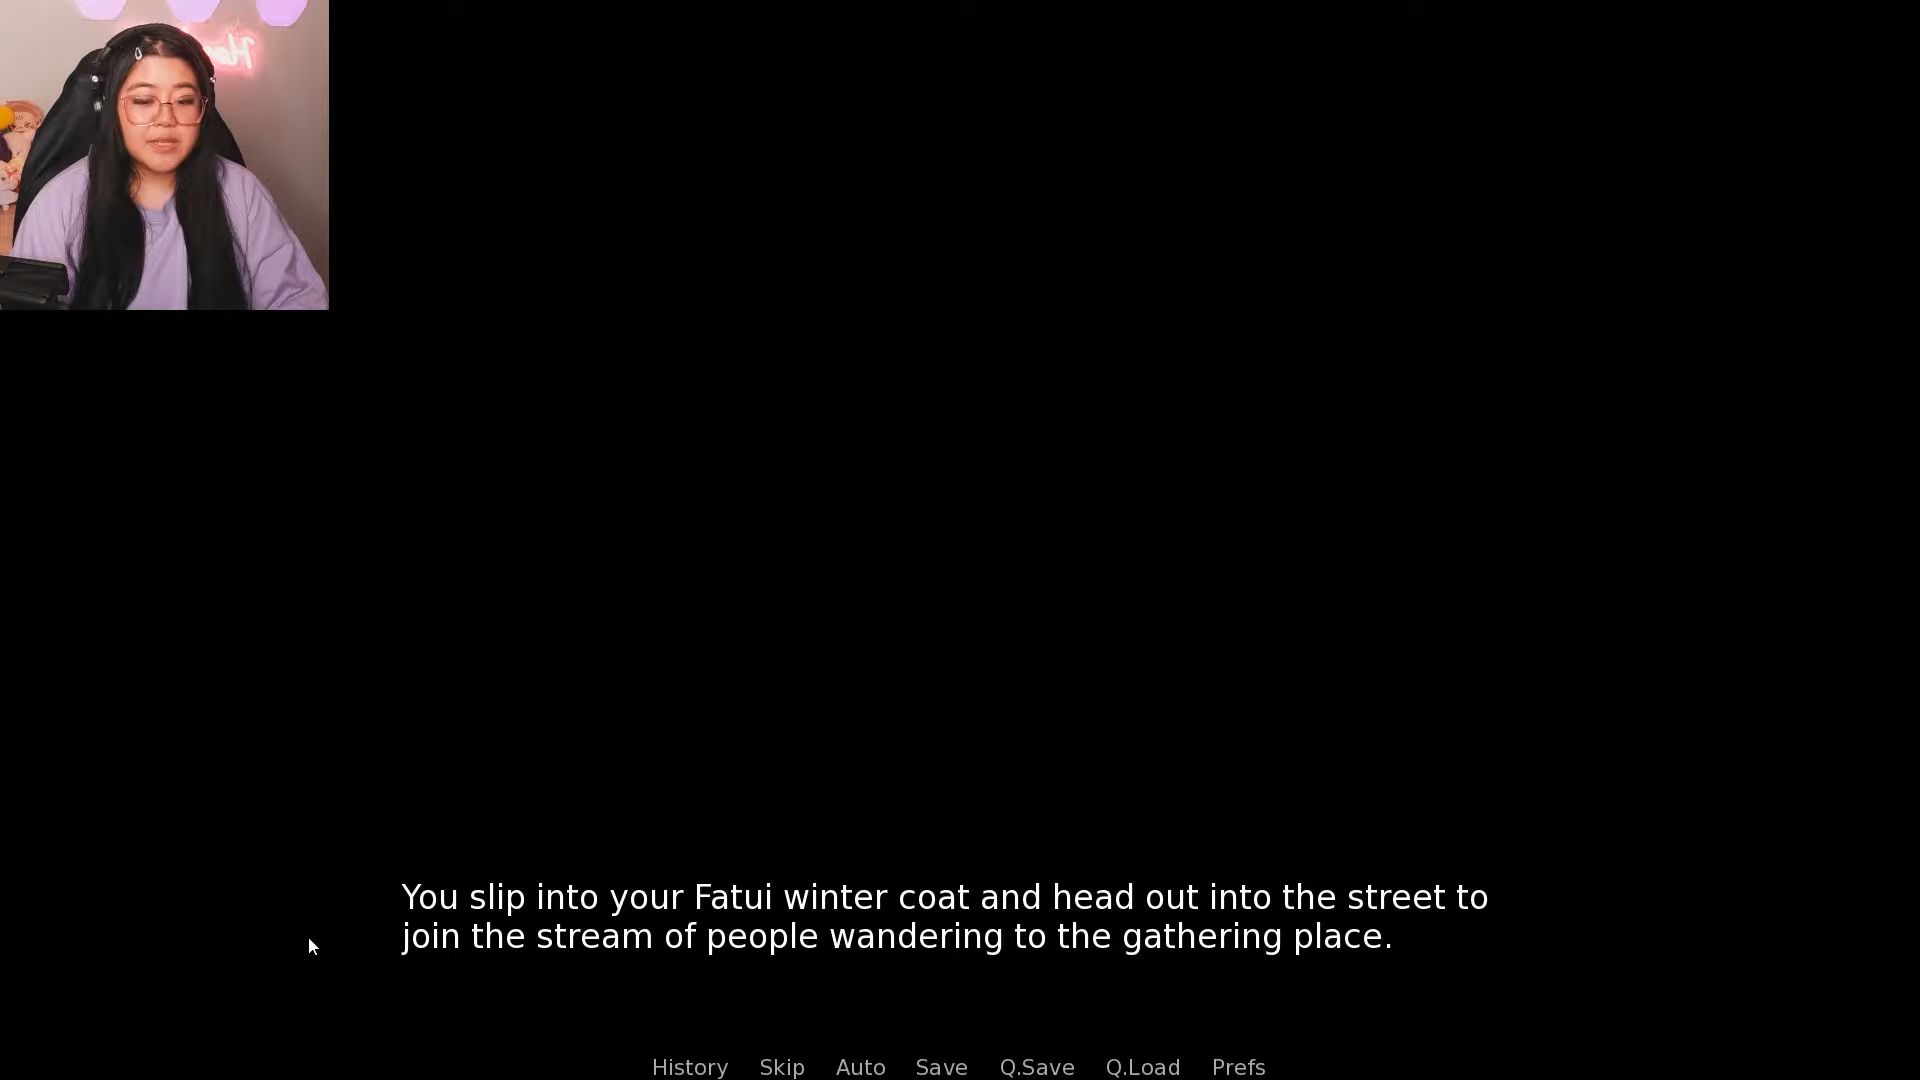 You slip into your Fatui winter coat and head out into the street to
join the stream of people wandering to the gathering place.
History Skip Auto Save Q.Save Q.Load Prefs